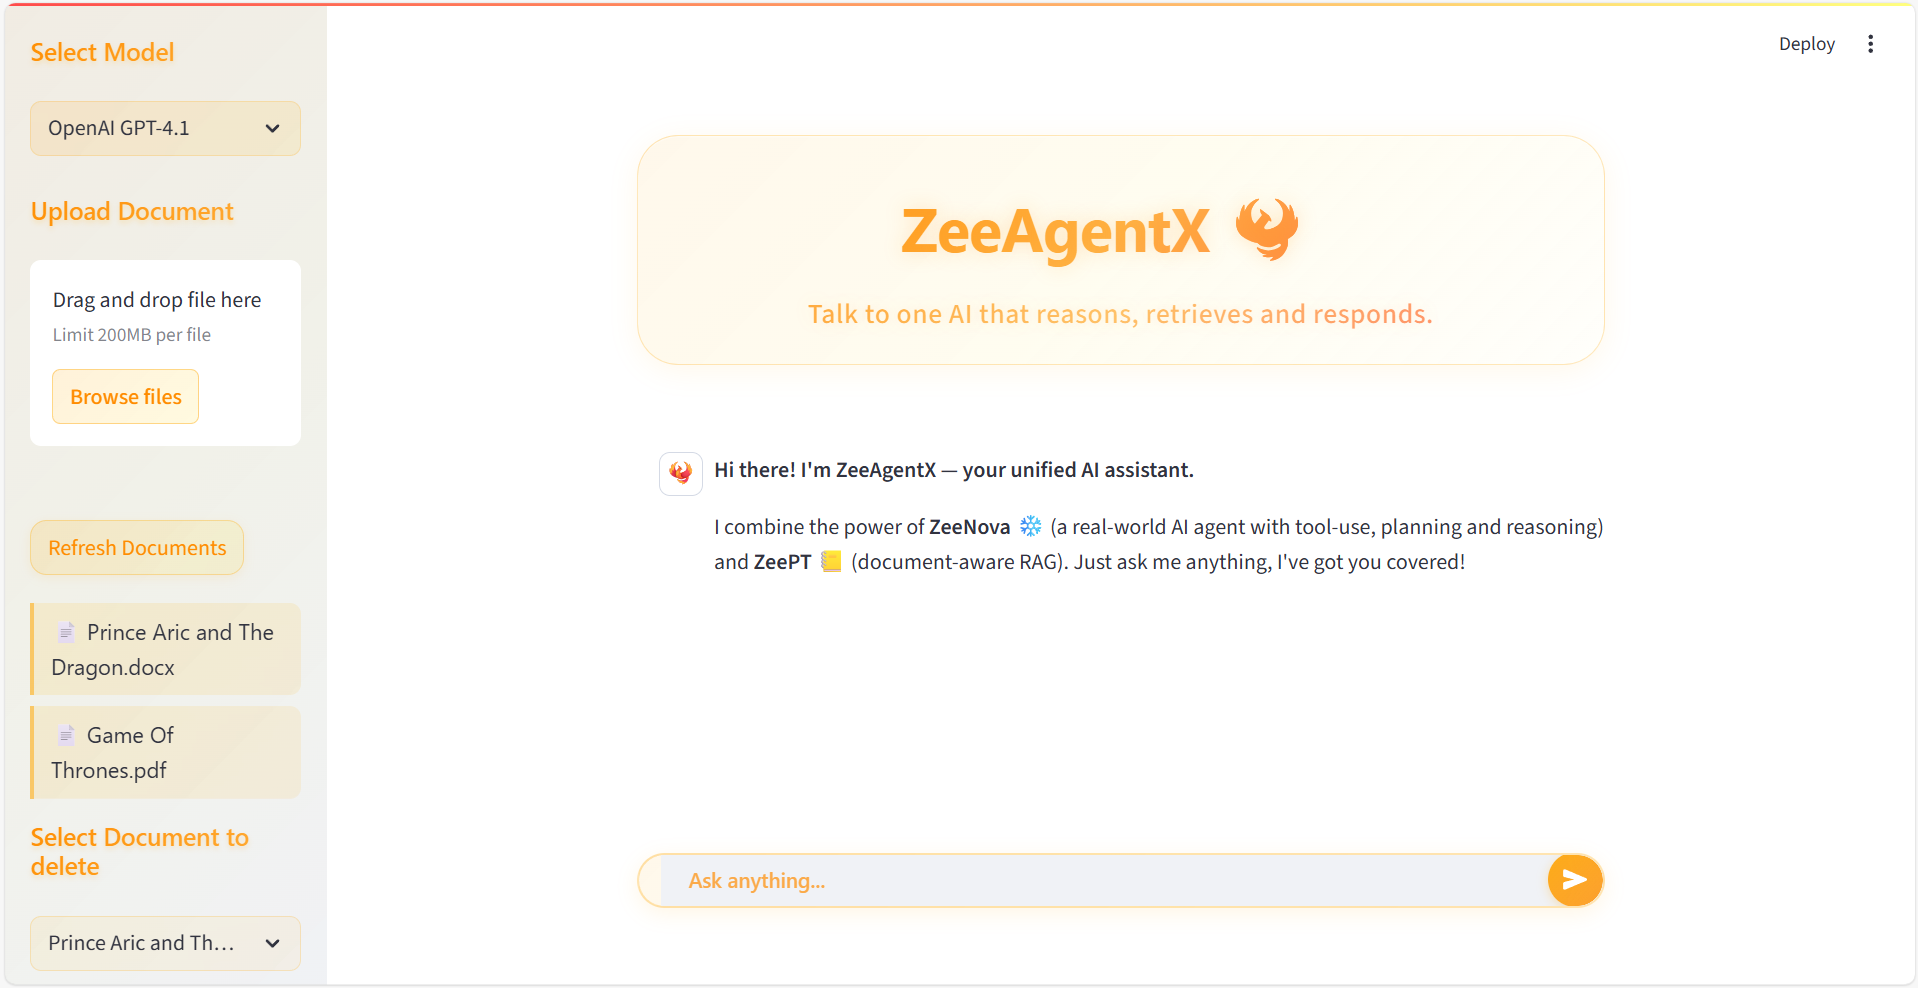 Select Model
OpenAI GPT-4.1
Upload Document
Drag and drop file here
Limit 200MB per file
Browse files
Refresh Documents
Prince Aric and The
Dragon.docx
Game Of
Thrones.pdf
Select Document to
delete
Prince Aric and Th...
Deploy
ZeeAgentX
Talk to one AI that reasons, retrieves and responds.
Hi there! I'm ZeeAgentX — your unified AI assistant.
I combine the power of ZeeNova ❄️ (a real-world AI agent with tool-use, planning and reasoning)
and ZeePT 📒 (document-aware RAG). Just ask me anything, I've got you covered!
Ask anything...